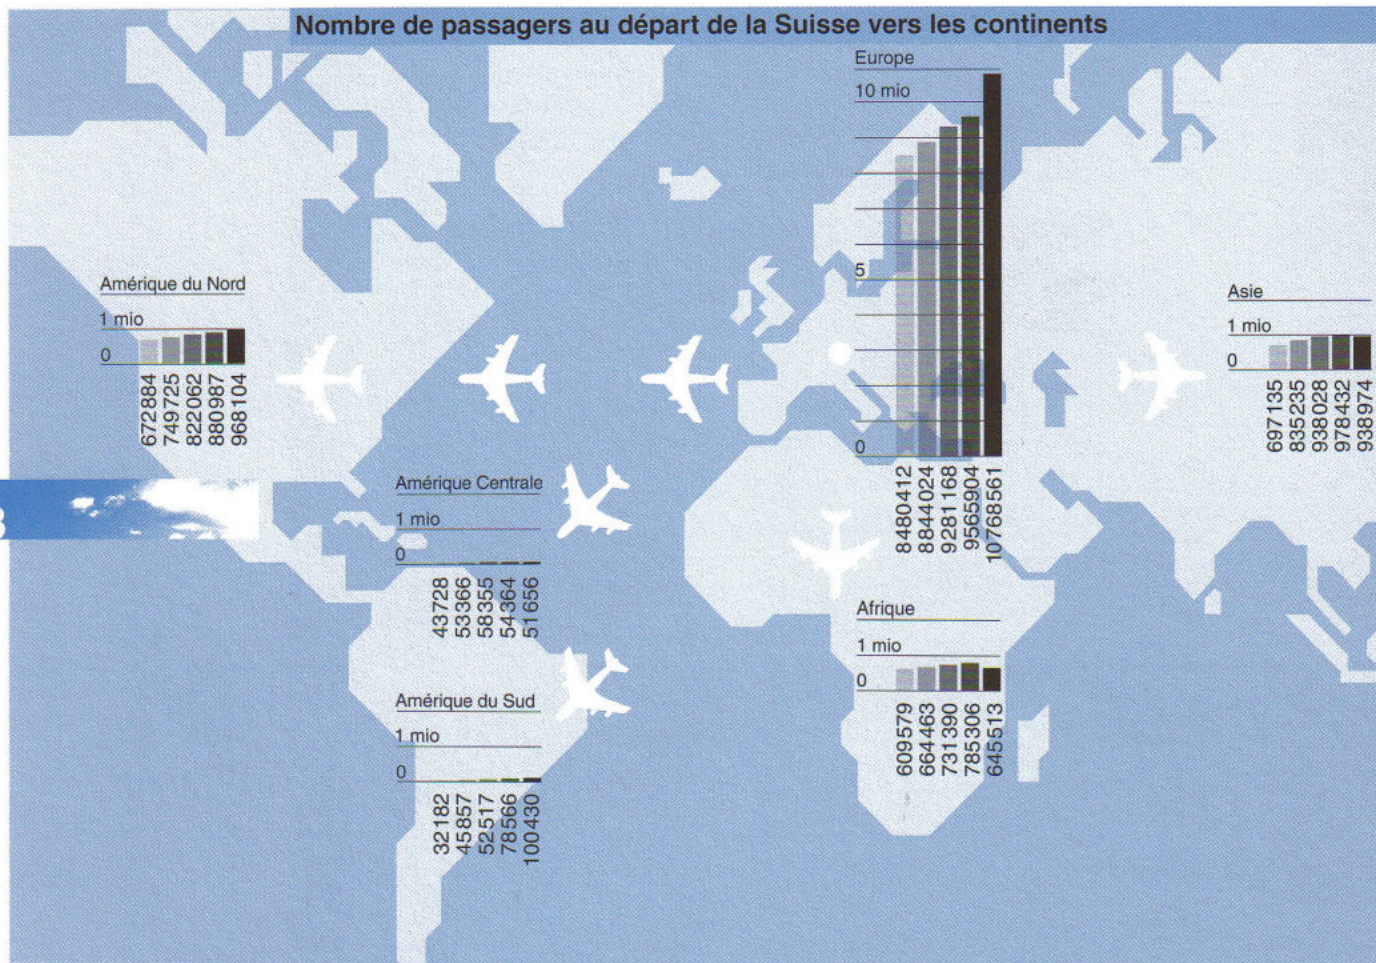 Nombre de passagers au départ de la Suisse vers les continents
Europe
10 mio
5
0
8480412
8844024
9281168
9565904
10768561
Amérique du Nord
1 mio
0
672884
749725
822062
880987
968104
Asie
1 mio
0
697135
835235
938028
978432
938974
Amérique Centrale
1 mio
0
43728
53366
58355
54364
51656
Afrique
1 mio
0
609579
664463
731390
785306
645513
Amérique du Sud
1 mio
0
32182
45857
52517
78566
100430